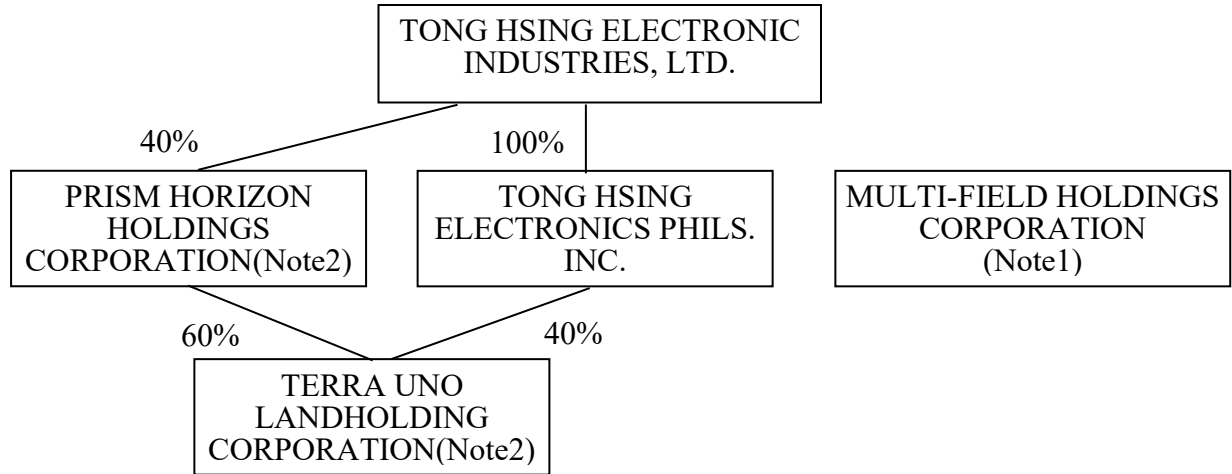 TONG HSING ELECTRONIC
INDUSTRIES, LTD.
40%
100%
PRISM HORIZON
HOLDINGS
CORPORATION(Note2)
TONG HSING
ELECTRONICS PHILS.
INC.
MULTI-FIELD HOLDINGS
CORPORATION
(Note1)
60%
40%
TERRA UNO
LANDHOLDING
CORPORATION(Note2)